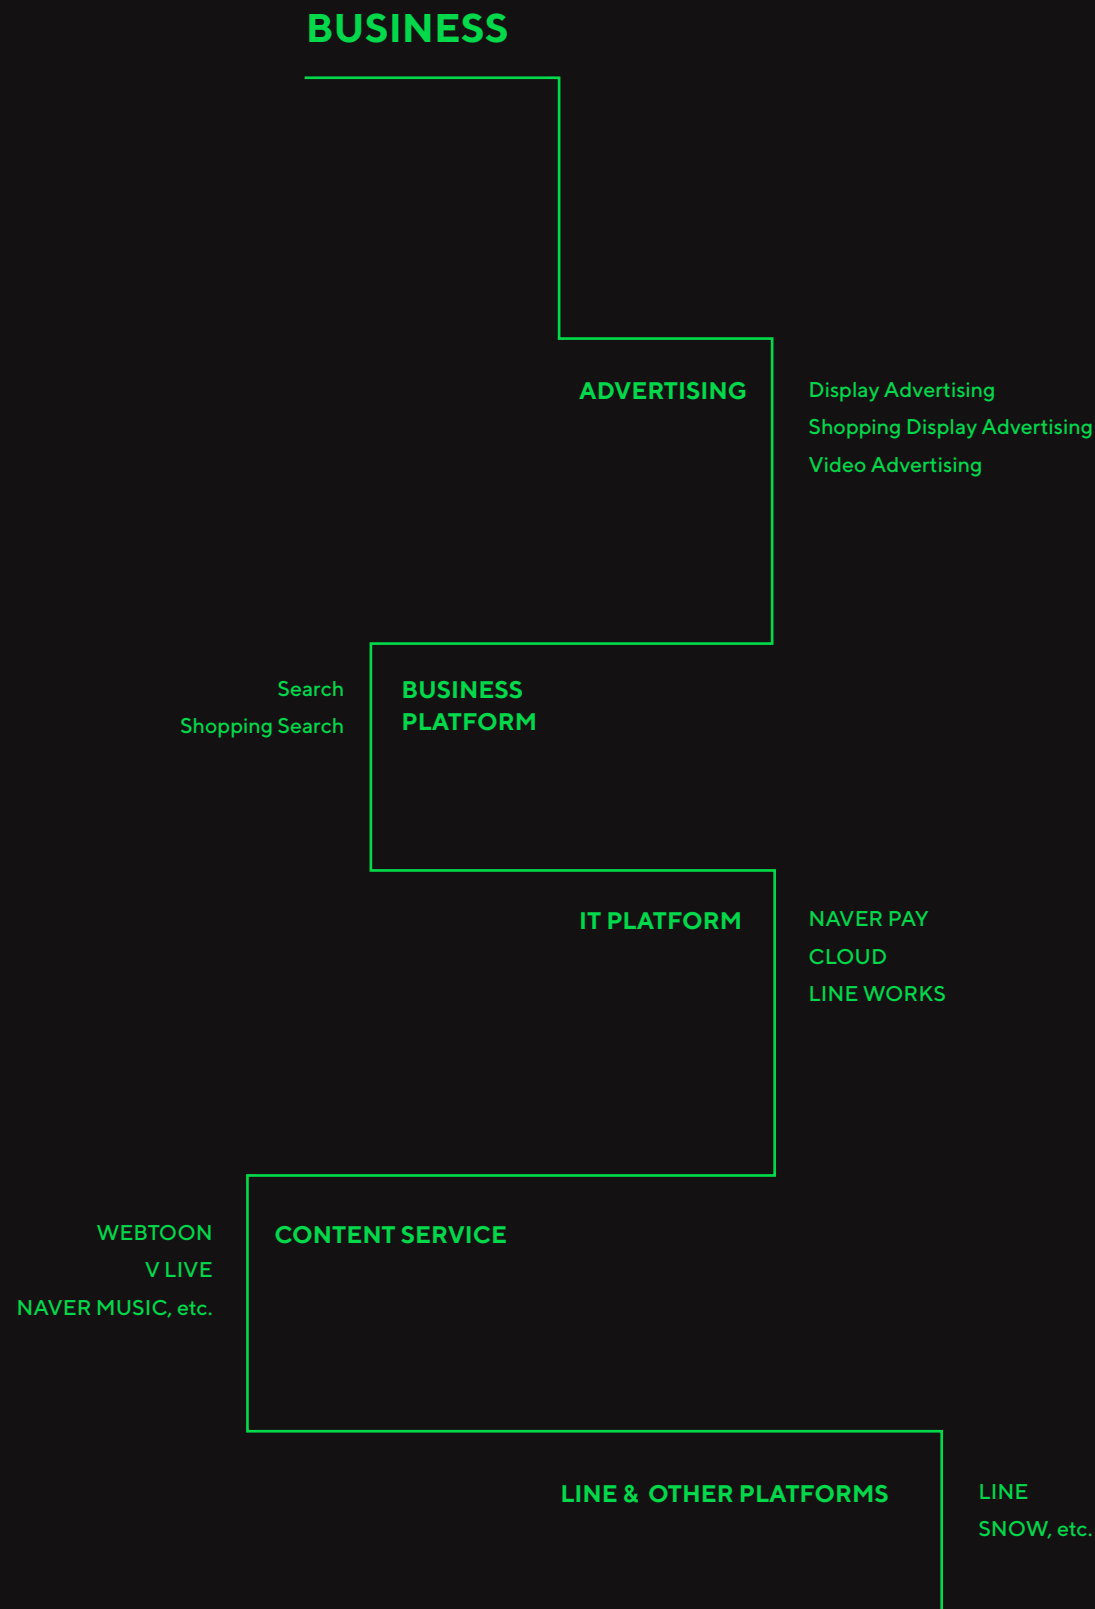 BUSINESS
ADVERTISING
Display Advertising
Shopping Display Advertising
Video Advertising
BUSINESS
PLATFORM
Search
Shopping Search
IT PLATFORM
NAVER PAY
CLOUD
LINE WORKS
CONTENT SERVICE
WEBTOON
V LIVE
NAVER MUSIC, etc.
LINE & OTHER PLATFORMS
LINE
SNOW, etc.